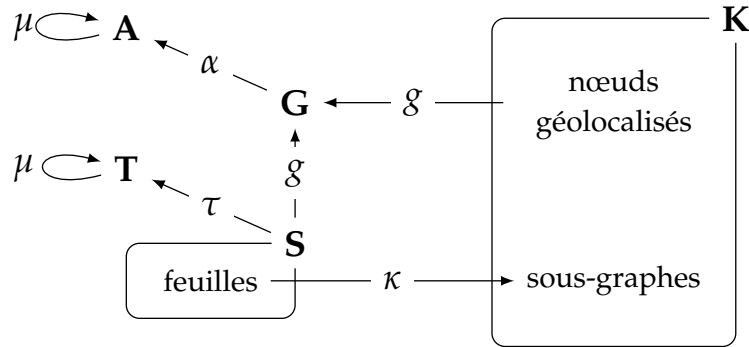 K
μ A
α
nœuds
G g
géolocalisés
μ T
g
τ
S
feuilles κ sous-graphes